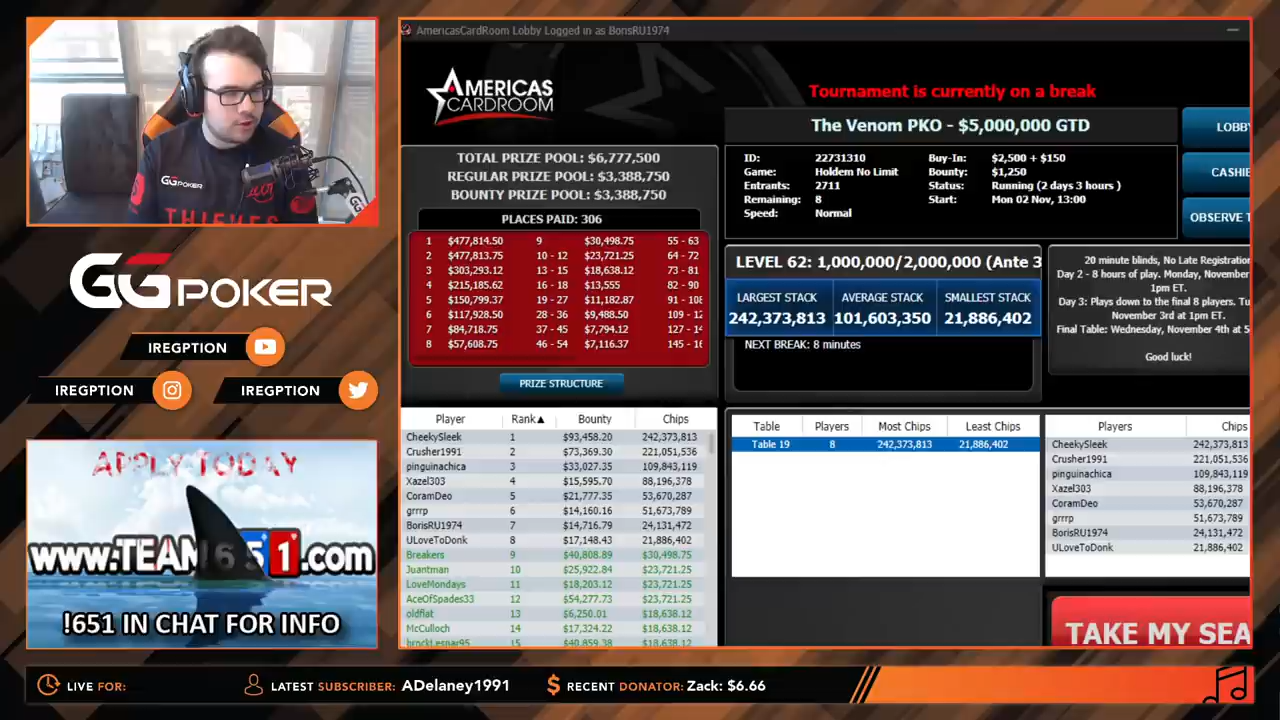 GGPOKER
THIEVES
GG
GGPOKER
IREGPTION
IREGPTION
IREGPTION
APPLY TODAY
www.TEAM651.com
!651 IN CHAT FOR INFO
AmericasCardRoom Lobby Logged in as BorisRU1974
AMERICAS
CARDROOM
Tournament is currently on a break
The Venom PKO - $5,000,000 GTD
LOBBY
CASHIE
OBSERVE T
TOTAL PRIZE POOL: $6,777,500
REGULAR PRIZE POOL: $3,388,750
BOUNTY PRIZE POOL: $3,388,750
PLACES PAID: 306
1 $477,814.50 9 $30,498.75 55 - 63
2 $477,813.75 10 - 12 $23,721.25 64 - 72
3 $303,293.12 13 - 15 $18,638.12 73 - 81
4 $215,185.62 16 - 18 $13,555 82 - 90
5 $150,799.37 19 - 27 $11,182.87 91 - 108
6 $117,928.50 28 - 36 $9,488.50 109 - 12
7 $84,718.75 37 - 45 $7,794.12 127 - 14
8 $57,608.75 46 - 54 $7,116.37 145 - 16
PRIZE STRUCTURE
ID: 22731310 Buy-In: $2,500 + $150
Game: Holdem No Limit Bounty: $1,250
Entrants: 2711 Status: Running (2 days 3 hours )
Remaining: 8 Start: Mon 02 Nov, 13:00
Speed: Normal
LEVEL 62: 1,000,000/2,000,000 (Ante 3
LARGEST STACK AVERAGE STACK SMALLEST STACK
242,373,813 101,603,350 21,886,402
NEXT BREAK: 8 minutes
20 minute blinds, No Late Registration
Day 2 - 8 hours of play. Monday, November
1pm ET.
Day 3: Plays down to the final 8 players. Tu
November 3rd at 1pm ET.
Final Table: Wednesday, November 4th at 5
Good luck!
Player Rank▲ Bounty Chips
CheekySleek 1 $93,458.20 242,373,813
Crusher1991 2 $73,369.30 221,051,536
pinguinachica 3 $33,027.35 109,843,119
Xazel303 4 $15,595.70 88,196,378
CoramDeo 5 $21,777.35 53,670,287
grrrp 6 $14,160.16 51,673,789
BorisRU1974 7 $14,716.79 24,131,472
ULoveToDonk 8 $17,148.43 21,886,402
Breakers 9 $40,808.89 $30,498.75
Juantman 10 $25,922.84 $23,721.25
LoveMondays 11 $18,203.12 $23,721.25
AceOfSpades33 12 $54,277.73 $23,721.25
oldflat 13 $6,250.01 $18,638.12
McCulloch 14 $17,324.22 $18,638.12
brockLesnar95 15 $40,859.38 $18,638.12
Table Players Most Chips Least Chips
Table 19 8 242,373,813 21,886,402
Players Chips
CheekySleek 242,373,813
Crusher1991 221,051,536
pinguinachica 109,843,119
Xazel303 88,196,378
CoramDeo 53,670,287
grrrp 51,673,789
BorisRU1974 24,131,472
ULoveToDonk 21,886,402
TAKE MY SEA
LIVE FOR: LATEST SUBSCRIBER: ADelaney1991 $ RECENT DONATOR: Zack: $6.66